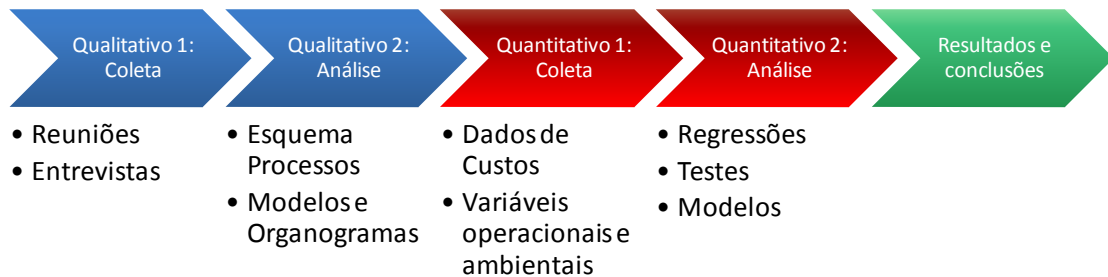 Qualitativo 1:
Coleta
Qualitativo 2:
Análise
Quantitativo 1:
Coleta
Quantitativo 2:
Análise
Resultados e
conclusões
• Reuniões
• Entrevistas
• Esquema
Processos
• Modelos e
Organogramas
• Dados de
Custos
• Variáveis
operacionais e
ambientais
• Regressões
• Testes
• Modelos